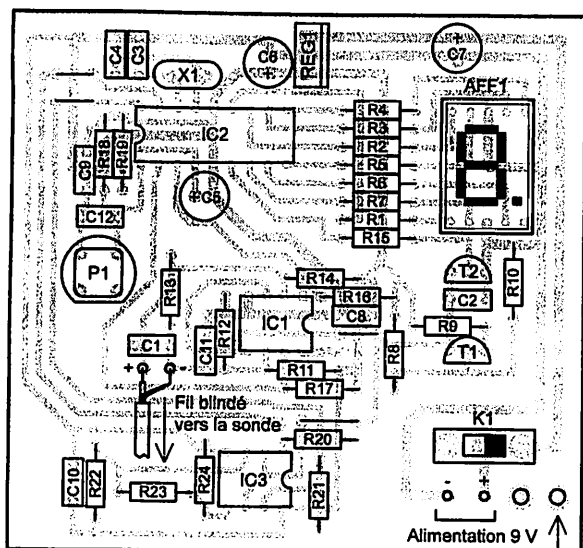 C4
C3
X1
C6
+
REG
C7
+
AFF1
IC2
R4
R3
R2
R5
R6
R7
R1
R15
C9
R18
R19
C5
+
C12
P1
R13
R14
R16
C8
T2
C2
R10
R9
T1
C1
C11
R12
IC1
R11
R17
R8
+
-
Fil blindé
vers la sonde
K1
R20
C10
R22
R23
R24
IC3
R21
-
+
Alimentation 9 V